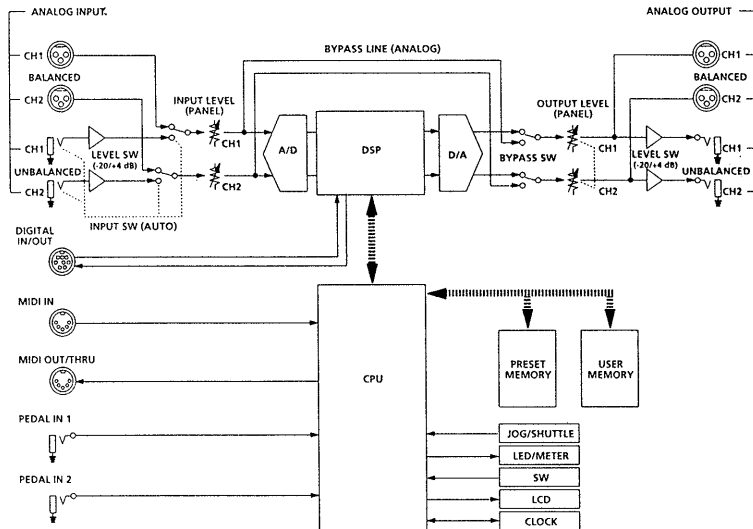 ANALOG INPUT
ANALOG OUTPUT
CH1
BALANCED
CH2
BYPASS LINE (ANALOG)
CH1
BALANCED
CH2
INPUT LEVEL
(PANEL)
OUTPUT LEVEL
(PANEL)
CH1
UNBALANCED
CH2
LEVEL SW
(-20/+4 dB)
CH1
CH2
A/D
DSP
D/A
BYPASS SW
CH1
CH2
LEVEL SW
(-20/+4 dB)
CH1
UNBALANCED
CH2
INPUT SW (AUTO)
DIGITAL
IN/OUT
MIDI IN
MIDI OUT/THRU
CPU
PRESET
MEMORY
USER
MEMORY
PEDAL IN 1
PEDAL IN 2
JOG/SHUTTLE
LED/METER
SW
LCD
CLOCK